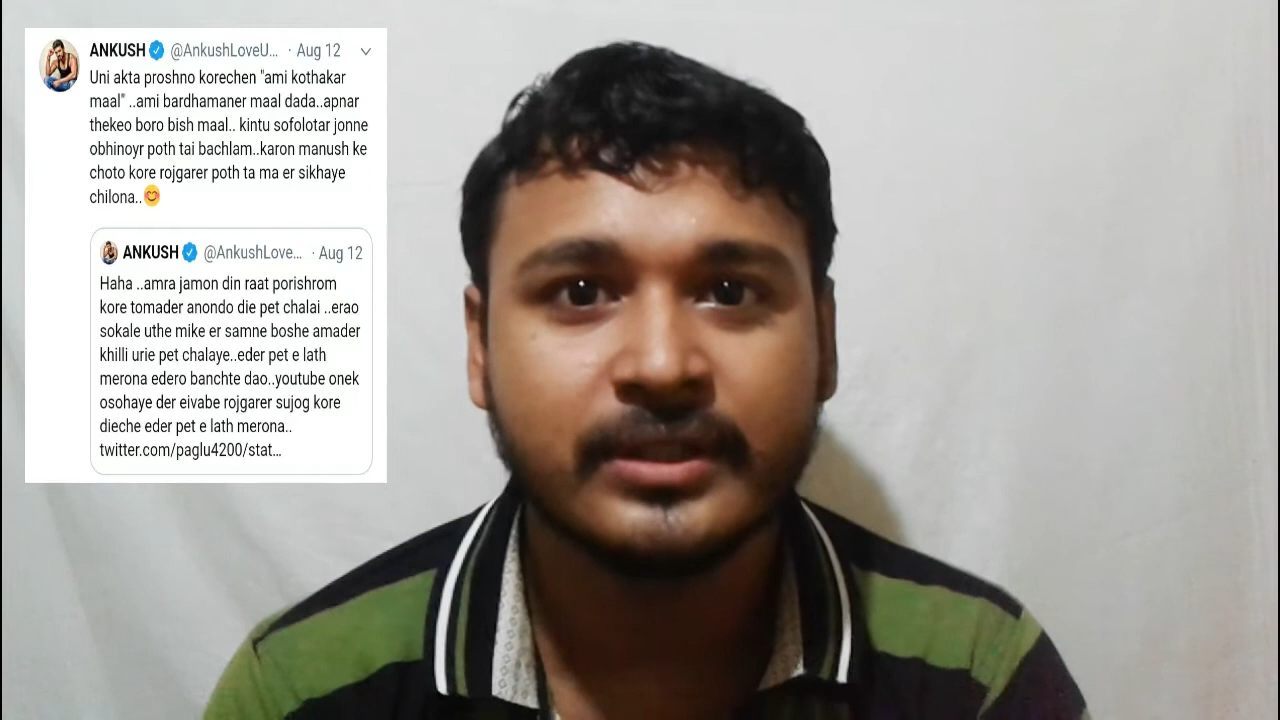 ANKUSH @AnkushLoveU... · Aug 12
Uni akta proshno korechen "ami kothakar
maal" ..ami bardhamaner maal dada..apnar
thekeo boro bish maal.. kintu sofolotar jonne
obhinoyr poth tai bachlam..karon manush ke
choto kore rojgarer poth ta ma er sikhaye
chilona..😊
ANKUSH @AnkushLove... · Aug 12
Haha ..amra jamon din raat porishrom
kore tomader anondo die pet chalai ..erao
sokale uthe mike er samne boshe amader
khilli urie pet chalaye..eder pet e lath
merona edero banchte dao..youtube onek
osohaye der eivabe rojgarer sujog kore
dieche eder pet e lath merona..
twitter.com/paglu4200/stat...